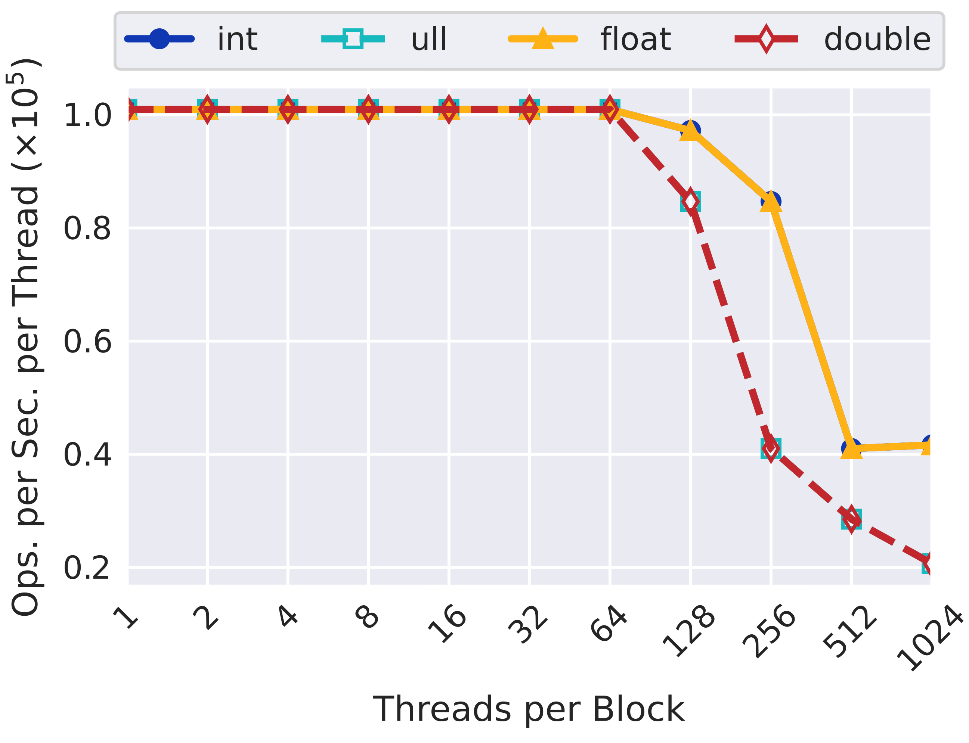 int ull float double
Ops. per Sec. per Thread (×10⁵)
1.0
0.8
0.6
0.4
0.2
1 2 4 8 16 32 64 128 256 512 1024
Threads per Block